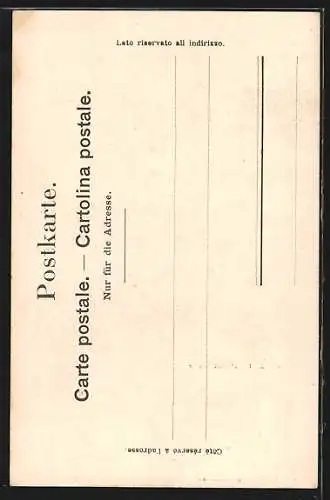 Postkarte.
Carte postale. — Cartolina postale.
Nur für die Adresse.
Côté réservé à l'adresse.
Lato riservato all indirizzo.